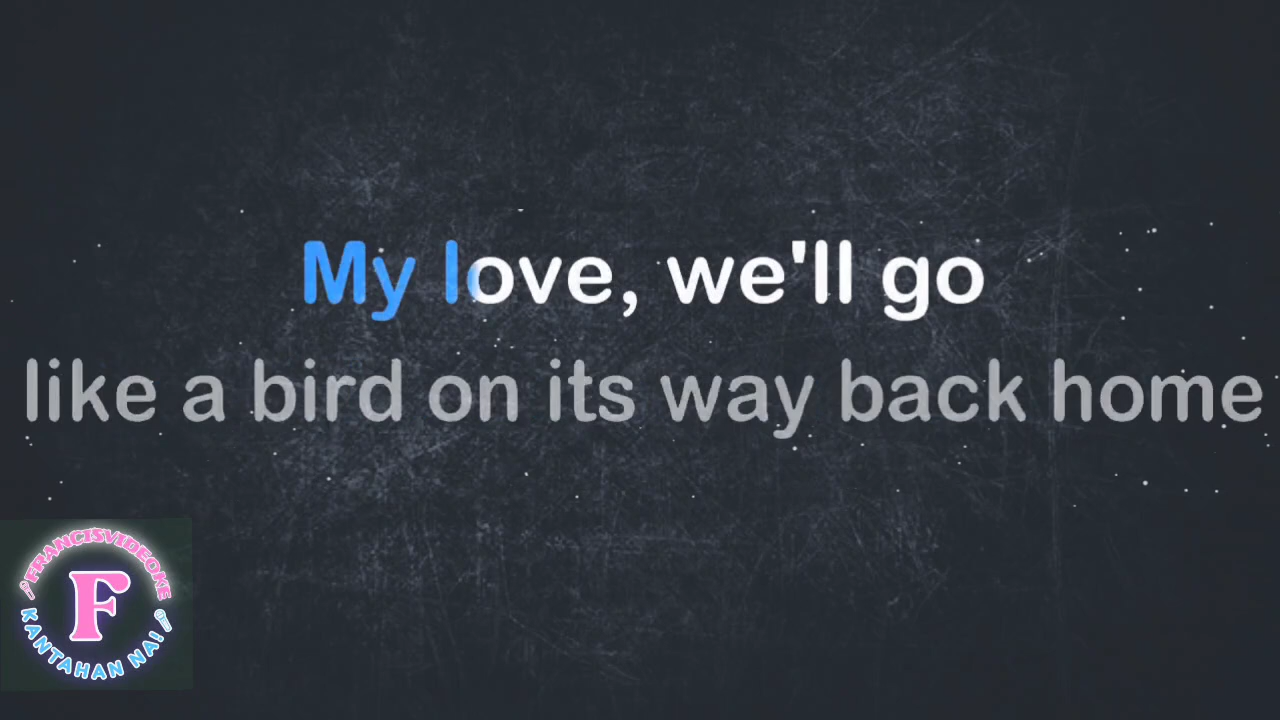 My love, we'll go
like a bird on its way back home
FRANCISVIDEOKE
F
KANTAHAN NA!